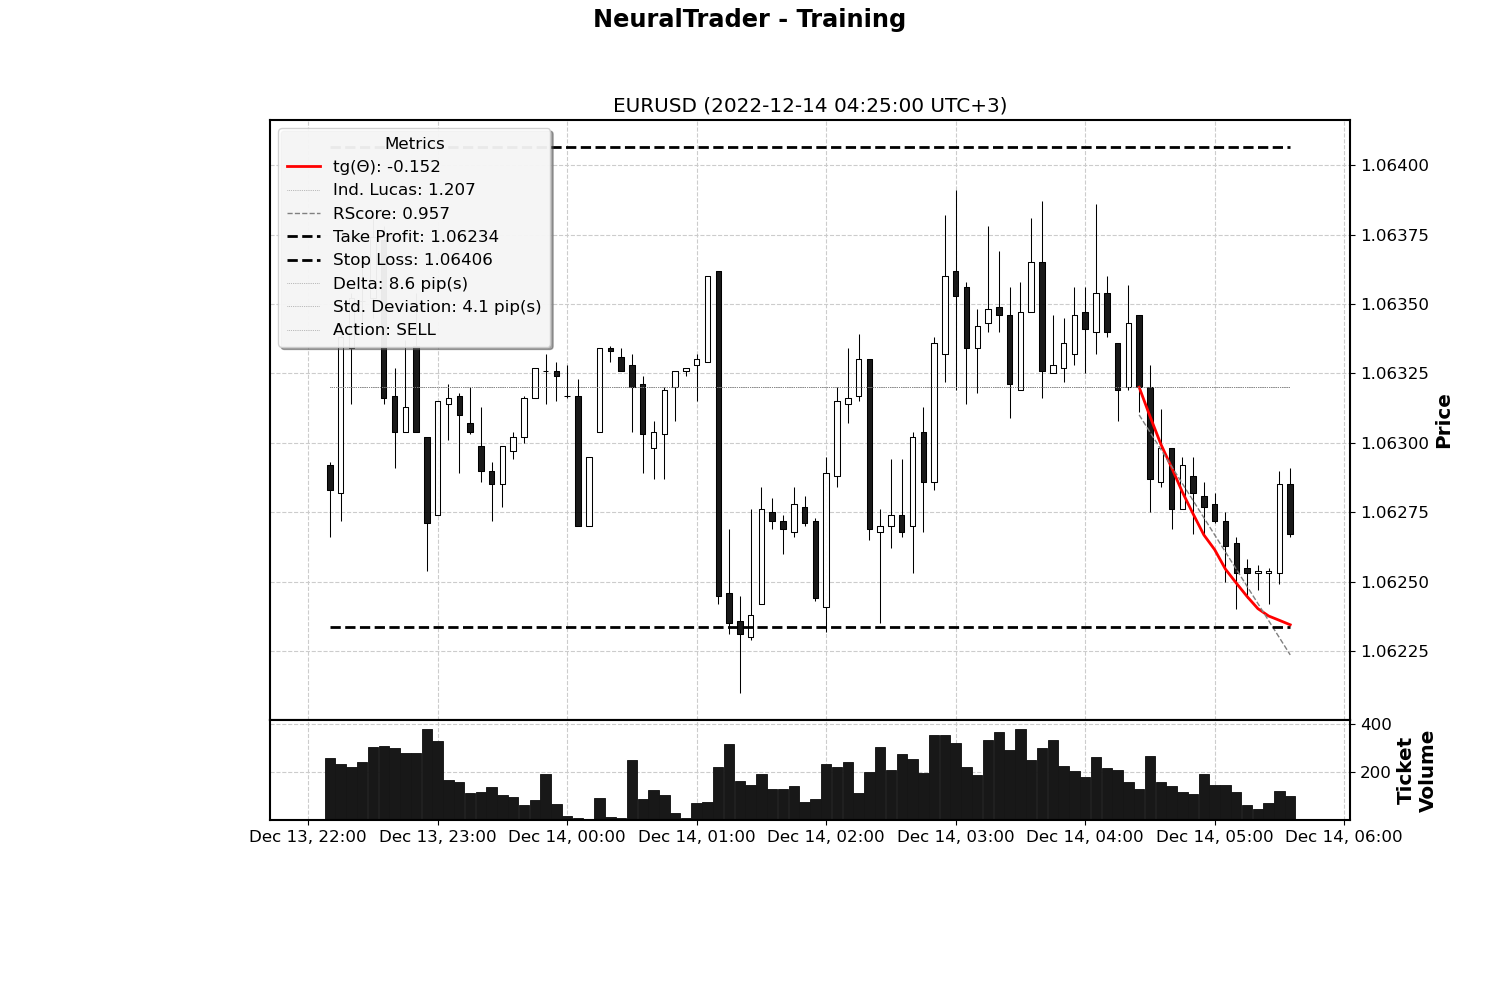 NeuralTrader - Training
EURUSD (2022-12-14 04:25:00 UTC+3)
Metrics
tg(Θ): -0.152
Ind. Lucas: 1.207
RScore: 0.957
Take Profit: 1.06234
Stop Loss: 1.06406
Delta: 8.6 pip(s)
Std. Deviation: 4.1 pip(s)
Action: SELL
1.06400
1.06375
1.06350
1.06325
1.06300
1.06275
1.06250
1.06225
Price
400
200
Ticket
Volume
Dec 13, 22:00
Dec 13, 23:00
Dec 14, 00:00
Dec 14, 01:00
Dec 14, 02:00
Dec 14, 03:00
Dec 14, 04:00
Dec 14, 05:00
Dec 14, 06:00